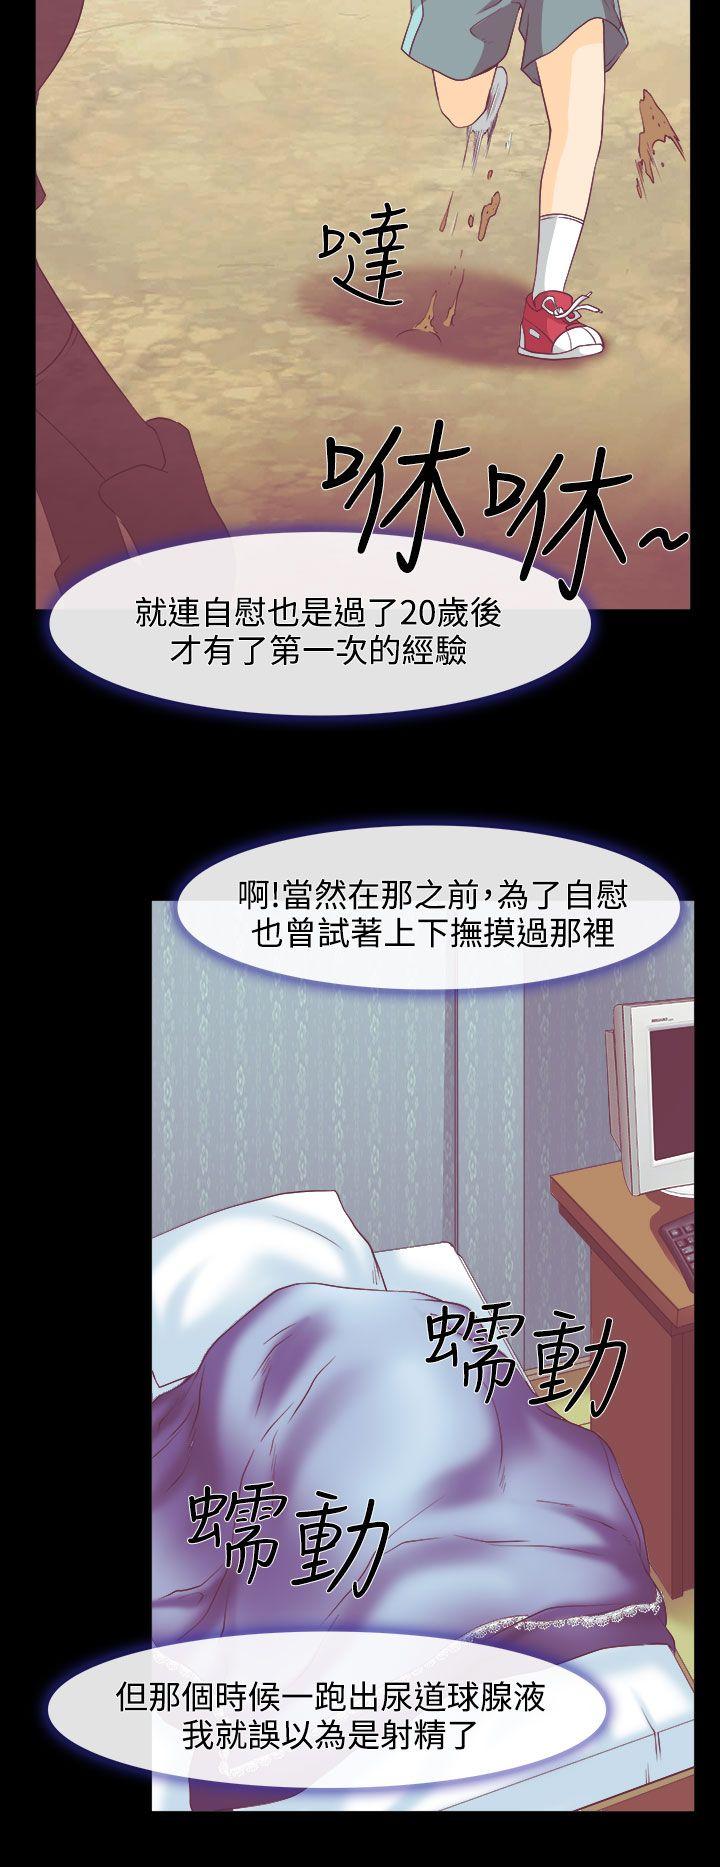 噠
咻咻~
就連自慰也是過了20歲後
才有了第一次的經驗
啊!當然在那之前,為了自慰
也曾試著上下撫摸過那裡
蠕動
蠕動
但那個時候一跑出尿道球腺液
我就誤以為是射精了